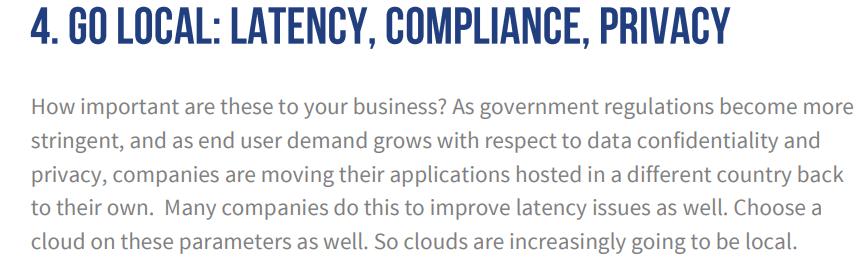 4. GO LOCAL: LATENCY, COMPLIANCE, PRIVACY
How important are these to your business? As government regulations become more
stringent, and as end user demand grows with respect to data confidentiality and
privacy, companies are moving their applications hosted in a different country back
to their own.  Many companies do this to improve latency issues as well. Choose a
cloud on these parameters as well. So clouds are increasingly going to be local.